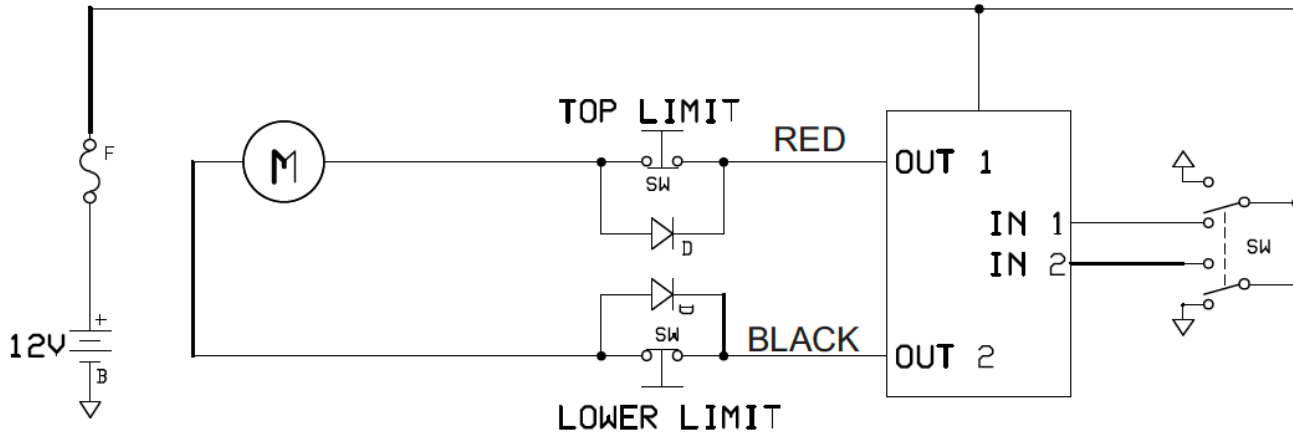 TOP LIMIT
RED
F
M
SW
OUT 1
D
IN 1
IN 2
SW
D
+
12V
SW
BLACK
OUT 2
B
LOWER LIMIT